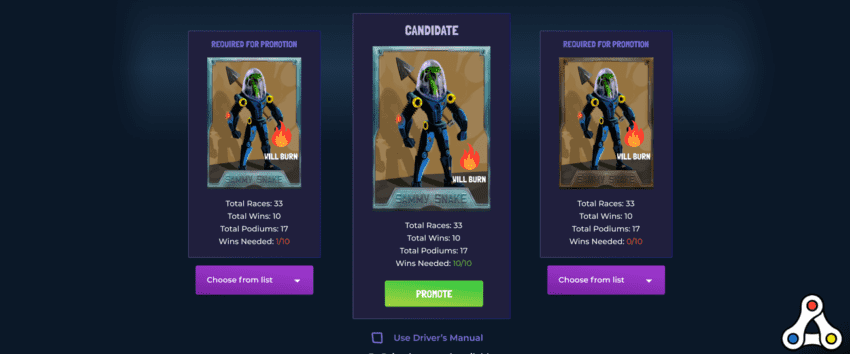 REQUIRED FOR PROMOTION
WILL BURN
SAMMY SNAKE
Total Races: 33
Total Wins: 10
Total Podiums: 17
Wins Needed: 1/10
Choose from list
CANDIDATE
WILL BURN
SAMMY SNAKE
Total Races: 33
Total Wins: 10
Total Podiums: 17
Wins Needed: 10/10
PROMOTE
Use Driver's Manual
REQUIRED FOR PROMOTION
WILL BURN
SAMMY SNAKE
Total Races: 33
Total Wins: 10
Total Podiums: 17
Wins Needed: 0/10
Choose from list